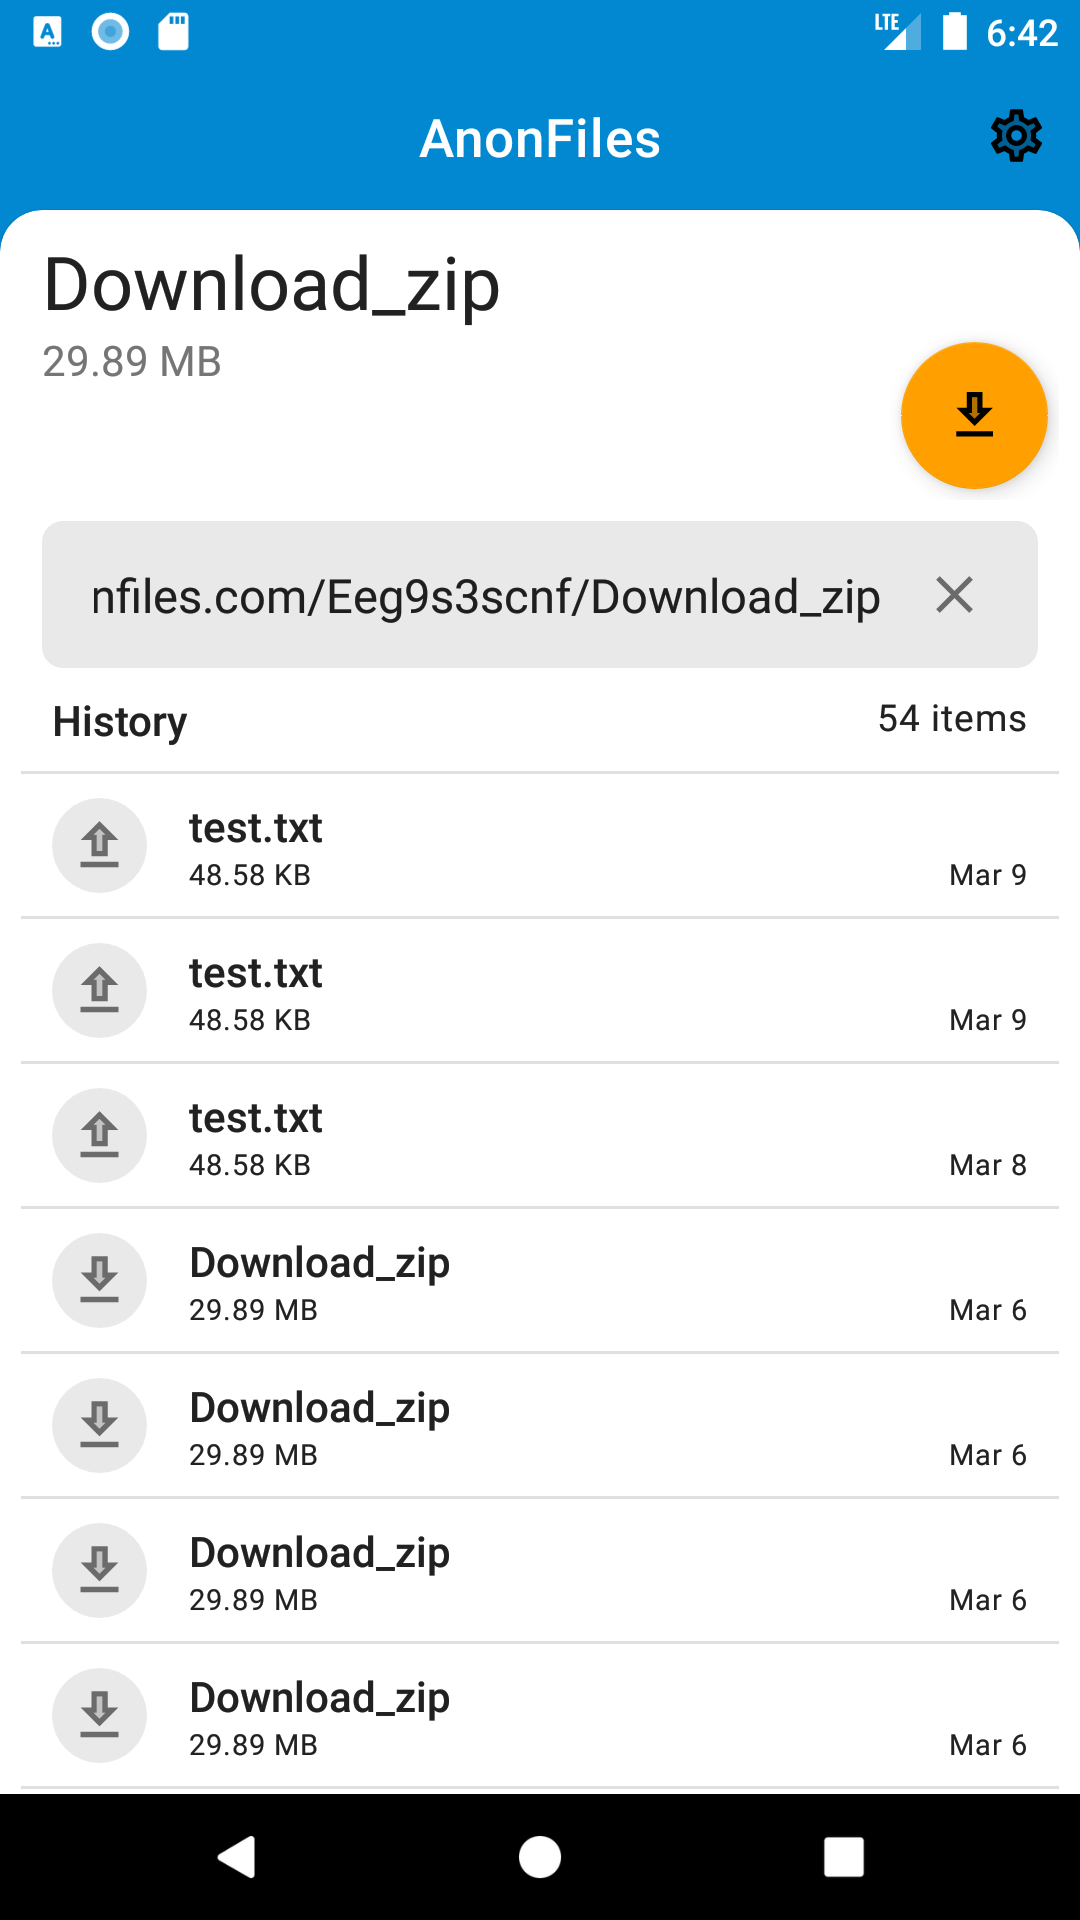 LTE 6:42
AnonFiles
Download_zip
29.89 MB
nfiles.com/Eeg9s3scnf/Download_zip
History 54 items
test.txt
48.58 KB Mar 9
test.txt
48.58 KB Mar 9
test.txt
48.58 KB Mar 8
Download_zip
29.89 MB Mar 6
Download_zip
29.89 MB Mar 6
Download_zip
29.89 MB Mar 6
Download_zip
29.89 MB Mar 6